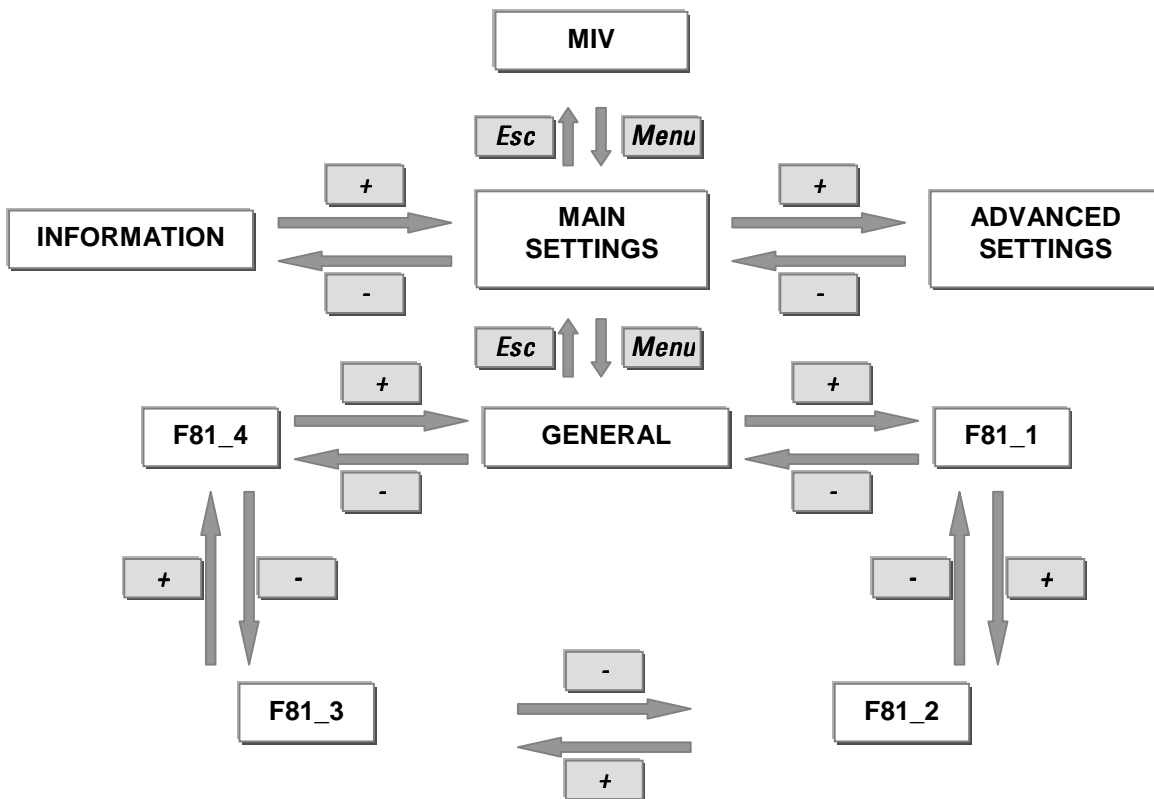 MIV
Esc
Menu
+
+
INFORMATION
MAIN
SETTINGS
ADVANCED
SETTINGS
-
-
Esc
Menu
+
+
F81_4
GENERAL
F81_1
-
-
+
-
-
+
-
F81_3
F81_2
+